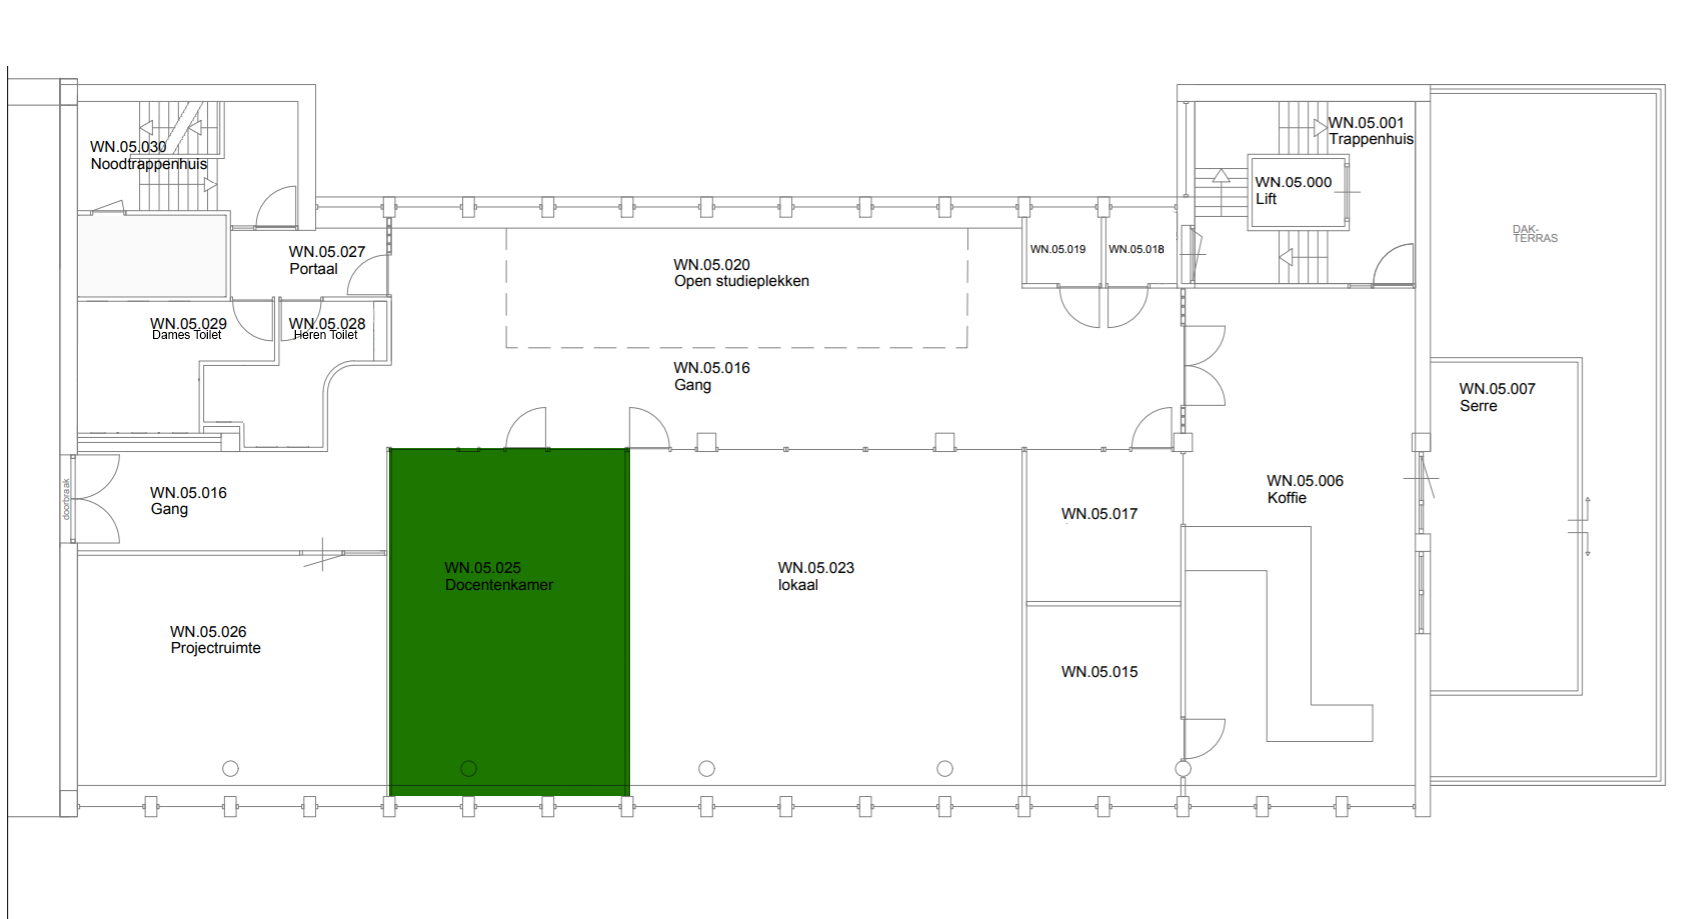 WN.05.030
Noodtrappenhuis
WN.05.001
Trappenhuis
WN.05.000
Lift
DAK-
TERRAS
WN.05.027
Portaal
WN.05.020
Open studieplekken
WN.05.019
WN.05.018
WN.05.029
Dames Toilet
WN.05.028
Heren Toilet
WN.05.016
Gang
WN.05.007
Serre
doorbraak
WN.05.016
Gang
WN.05.006
Koffie
WN.05.017
WN.05.025
Docentenkamer
WN.05.023
lokaal
WN.05.026
Projectruimte
WN.05.015